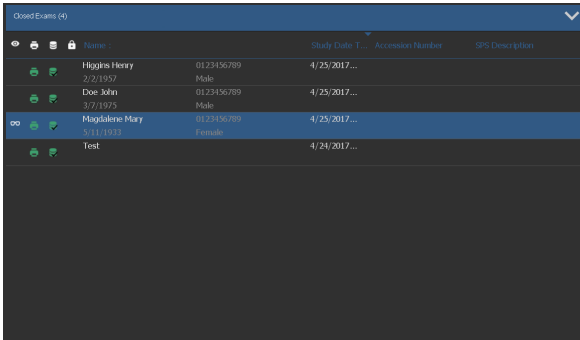 Closed Exams (4)
Name : Study Date T... Accession Number SPS Description
Higgins Henry 0123456789 4/25/2017...
2/2/1957 Male
Doe John 0123456789 4/25/2017...
3/7/1975 Male
Magdalene Mary 0123456789 4/25/2017...
5/11/1933 Female
Test 4/24/2017...